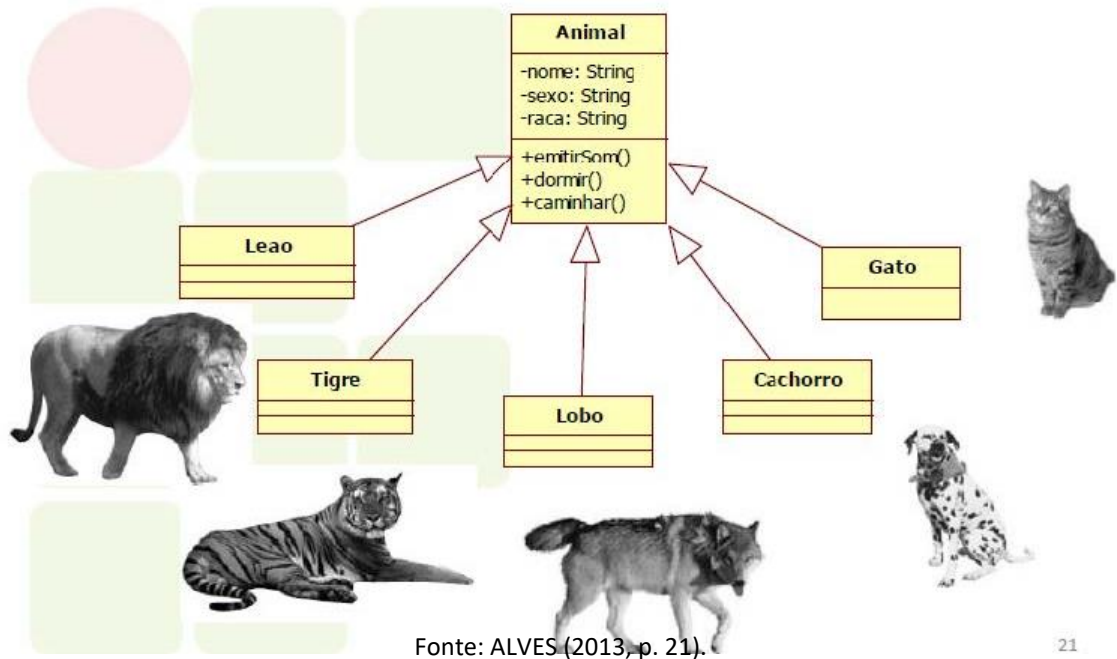 Animal
-nome: String
-sexo: String
-raca: String
+emitirSom()
+dormir()
+caminhar()
Leao
Gato
Tigre
Cachorro
Lobo
Fonte: ALVES (2013, p. 21).
21